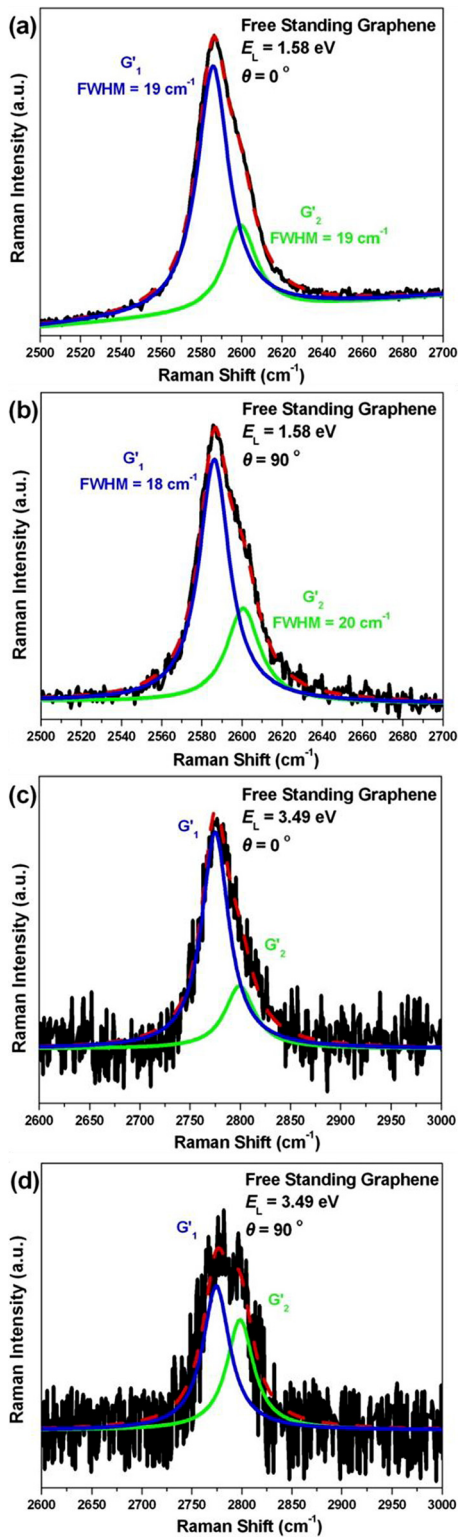 (a)
Free Standing Graphene
E_L = 1.58 eV
θ = 0 °
G'₁
FWHM = 19 cm⁻¹
G'₂
FWHM = 19 cm⁻¹
Raman Intensity (a.u.)
2500 2520 2540 2560 2580 2600 2620 2640 2660 2680 2700
Raman Shift (cm⁻¹)
(b)
Free Standing Graphene
E_L = 1.58 eV
θ = 90 °
G'₁
FWHM = 18 cm⁻¹
G'₂
FWHM = 20 cm⁻¹
Raman Intensity (a.u.)
2500 2520 2540 2560 2580 2600 2620 2640 2660 2680 2700
Raman Shift (cm⁻¹)
(c)
Free Standing Graphene
E_L = 3.49 eV
θ = 0 °
G'₁
G'₂
Raman Intensity (a.u.)
2600 2650 2700 2750 2800 2850 2900 2950 3000
Raman Shift (cm⁻¹)
(d)
Free Standing Graphene
E_L = 3.49 eV
θ = 90 °
G'₁
G'₂
Raman Intensity (a.u.)
2600 2650 2700 2750 2800 2850 2900 2950 3000
Raman Shift (cm⁻¹)